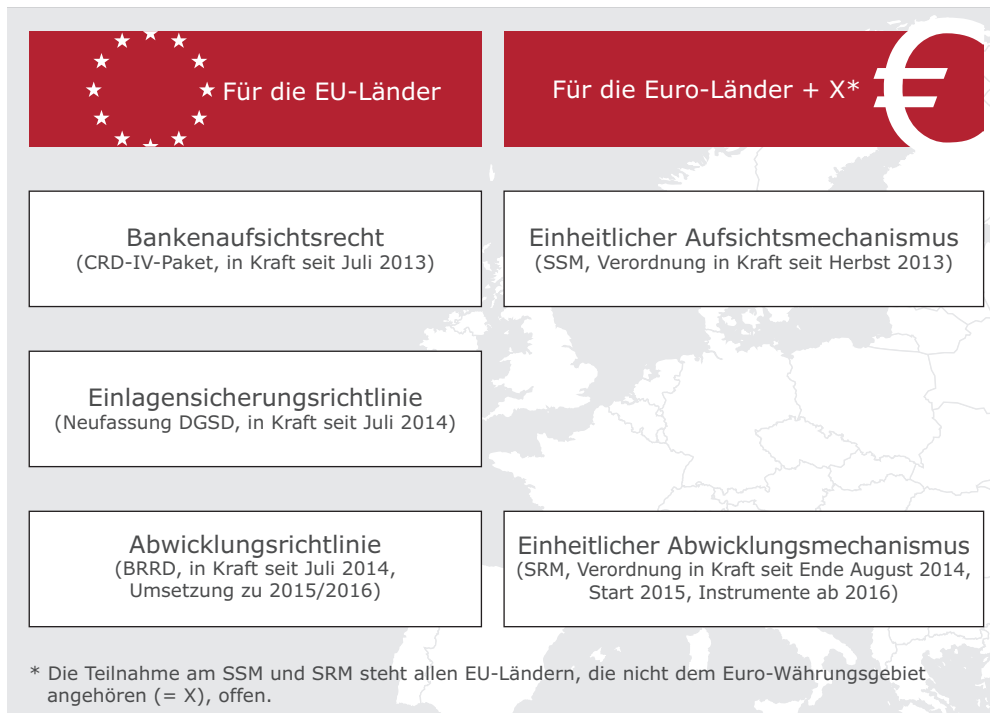 Für die EU-Länder
Für die Euro-Länder + X*
€
Bankenaufsichtsrecht
(CRD-IV-Paket, in Kraft seit Juli 2013)
Einheitlicher Aufsichtsmechanismus
(SSM, Verordnung in Kraft seit Herbst 2013)
Einlagensicherungsrichtlinie
(Neufassung DGSD, in Kraft seit Juli 2014)
Abwicklungsrichtlinie
(BRRD, in Kraft seit Juli 2014,
Umsetzung zu 2015/2016)
Einheitlicher Abwicklungsmechanismus
(SRM, Verordnung in Kraft seit Ende August 2014,
Start 2015, Instrumente ab 2016)
* Die Teilnahme am SSM und SRM steht allen EU-Ländern, die nicht dem Euro-Währungsgebiet
angehören (= X), offen.